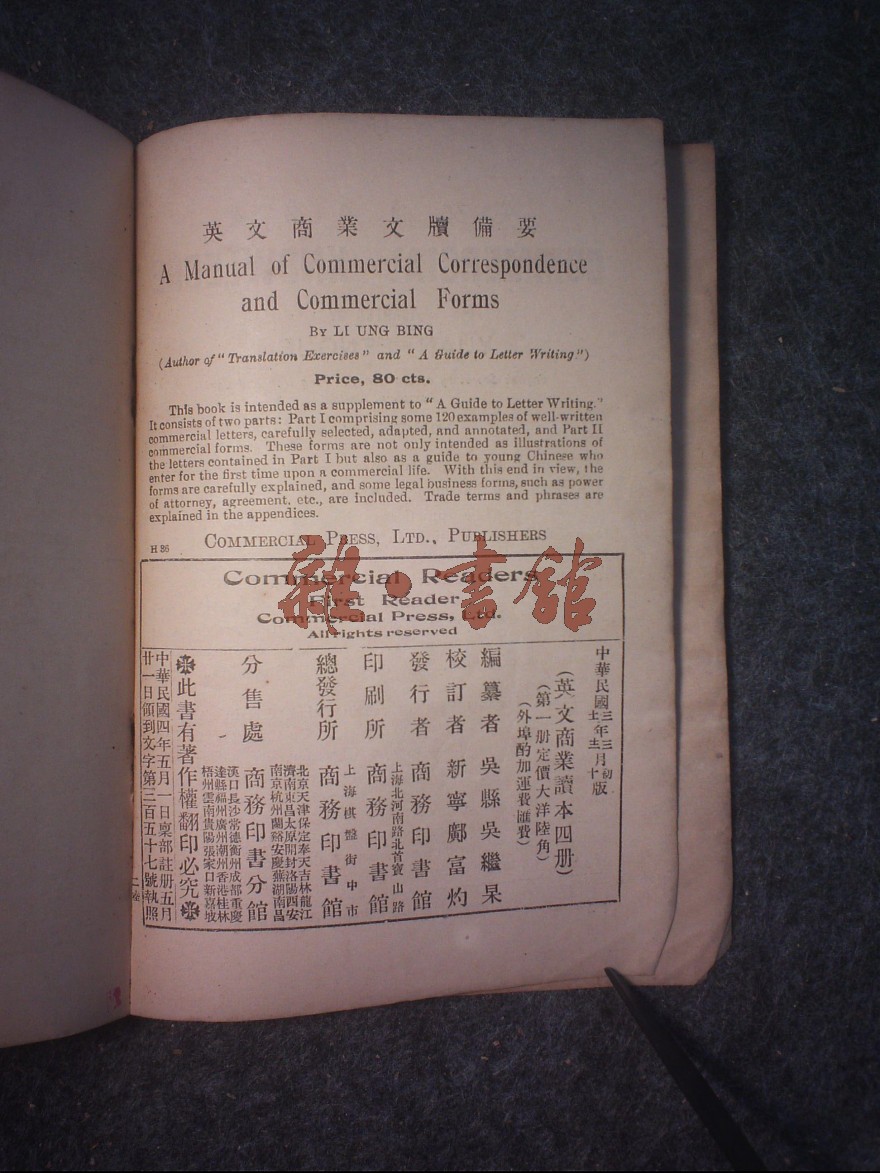 英文商業文牘備要
A Manual of Commercial Correspondence
and Commercial Forms
BY LI UNG BING
(Author of "Translation Exercises" and "A Guide to Letter Writing")
Price, 80 cts.
This book is intended as a supplement to "A Guide to Letter Writing."
It consists of two parts: Part I comprising some 120 examples of well-written
commercial letters, carefully selected, adapted, and annotated, and Part II
commercial forms. These forms are not only intended as illustrations of
the letters contained in Part I but also as a guide to young Chinese who
enter for the first time upon a commercial life. With this end in view, the
forms are carefully explained, and some legal business forms, such as power
of attorney, agreement, etc., are included. Trade terms and phrases are
explained in the appendices.
COMMERCIAL PRESS, LTD., PUBLISHERS
H 86
Commercial Readers
First Reader
Commercial Press, Ltd.
All rights reserved
雜·書館
中華民國三年三月初版
(英文商業讀本四册)
(第一册定價大洋陸角)
(外埠酌加運費匯費)
編纂者 吳縣吳繼杲
校訂者 新寧鄺富灼
發行者 商務印書館
上海北河南路北首寶山路
印刷所 商務印書館
上海棋盤街中市
總發行所 商務印書館
北京天津保定奉天吉林龍江
濟南東昌太原開封洛陽西安
南京杭州蘭谿安慶蕪湖南昌
分售處 商務印書分館
漢口長沙常德衡州成都重慶
達縣福州廣州潮州香港桂林
梧州雲南貴陽張家口新嘉坡
此書有著作權翻印必究
中華民國四年五月一日稟部註册五月
廿一日領到文字第三百五十七號執照